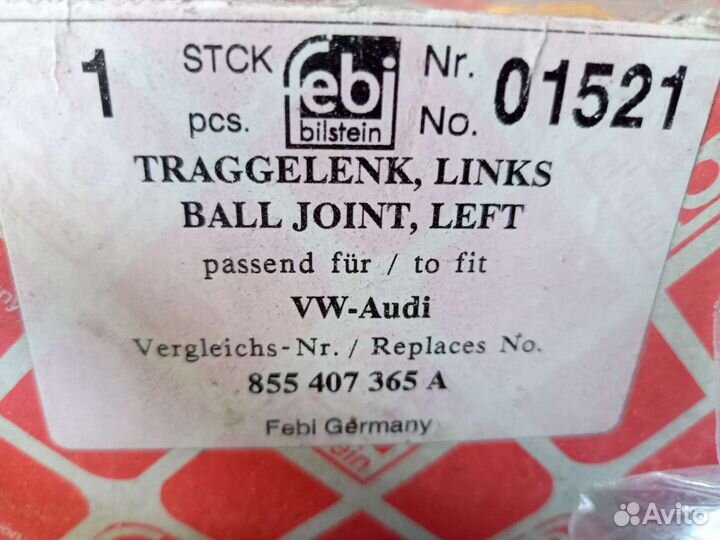 1 STCK febi Nr. 01521
pcs. bilstein No.
TRAGGELENK, LINKS
BALL JOINT, LEFT
passend für / to fit
VW-Audi
Vergleichs-Nr. / Replaces No.
855 407 365 A
Febi Germany
Avito